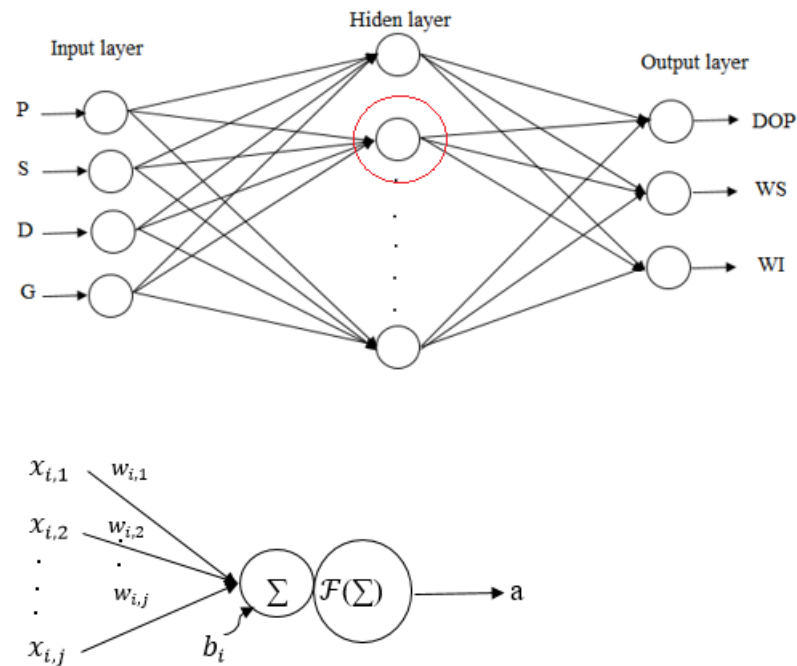 Hiden layer
Input layer
Output layer
P
DOP
S
WS
D
WI
G
x_{i,1} w_{i,1}
x_{i,2} w_{i,2}
w_{i,j}
∑ ℱ(∑) a
x_{i,j} b_i